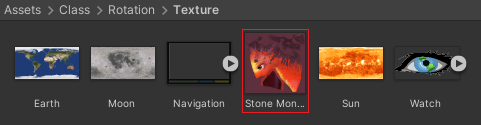 Assets > Class > Rotation > Texture
Earth
Moon
Navigation
Stone Mon...
Sun
Watch